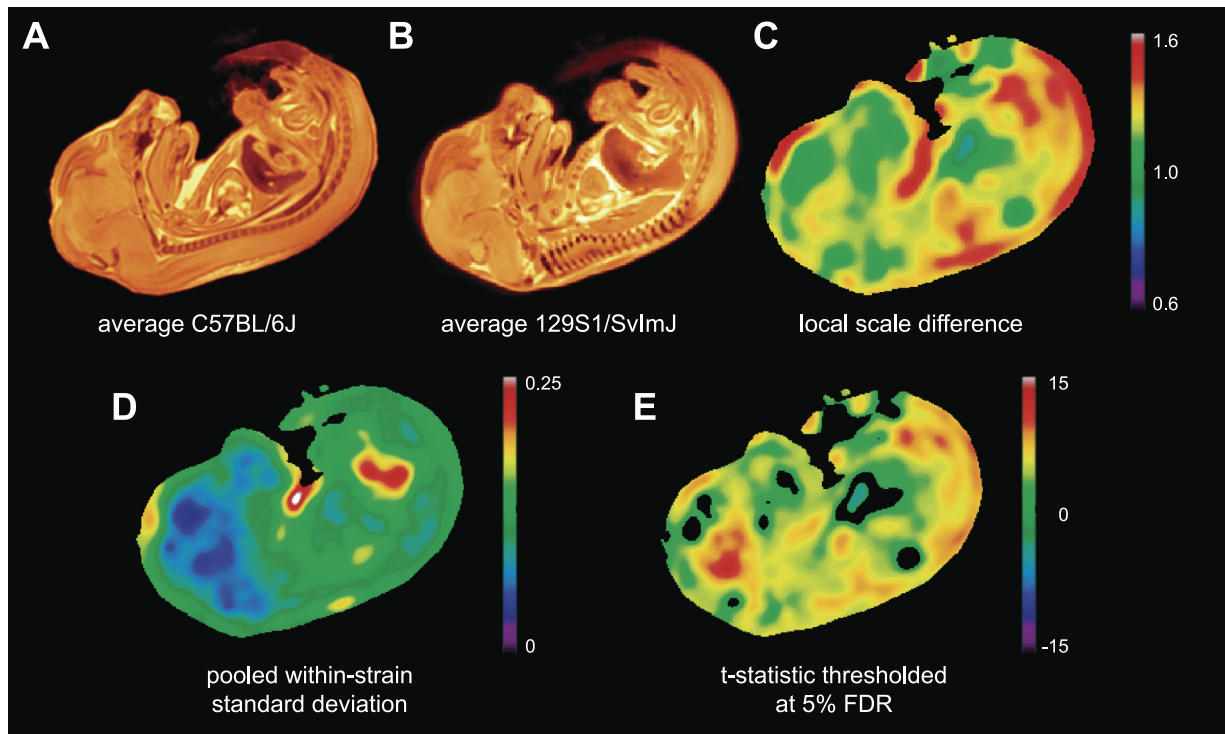 A
B
C
1.6
1.0
0.6
average C57BL/6J
average 129S1/SvImJ
local scale difference
D
0.25
0
E
15
0
-15
pooled within-strain
standard deviation
t-statistic thresholded
at 5% FDR